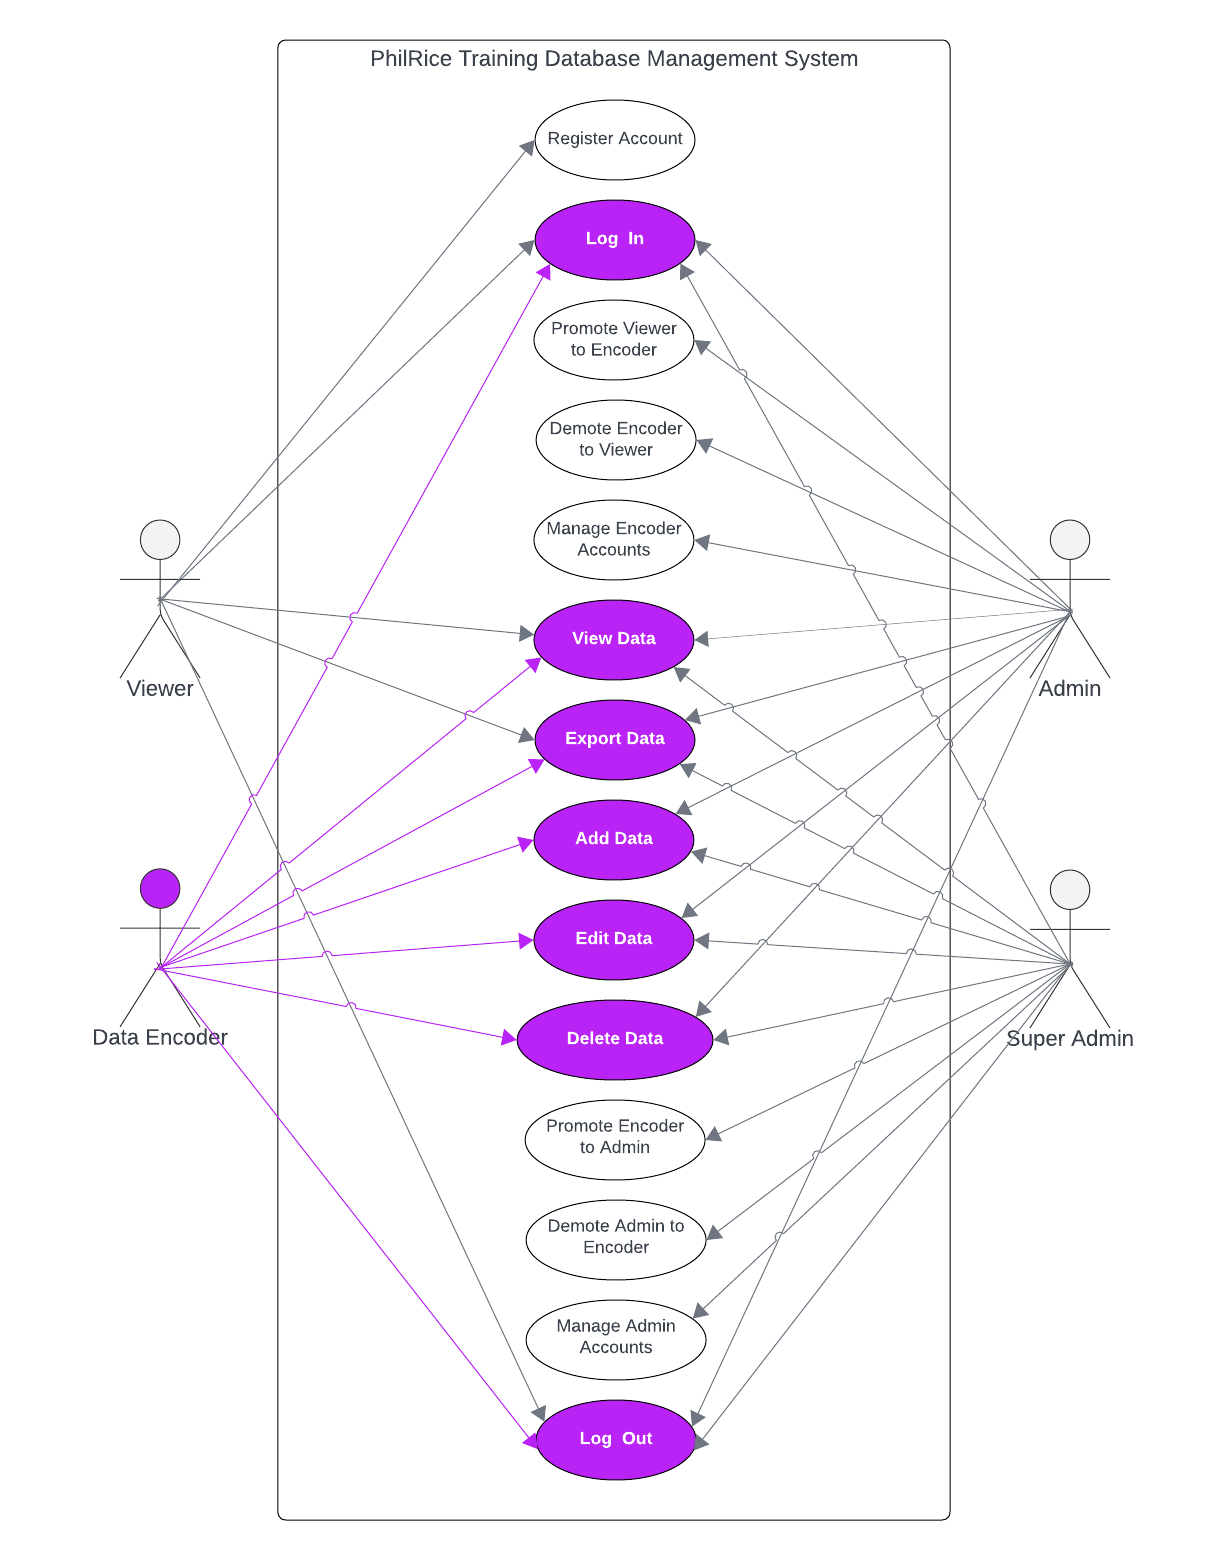 PhilRice Training Database Management System
Register Account
Log In
Promote Viewer
to Encoder
Demote Encoder
to Viewer
Manage Encoder
Accounts
View Data
Viewer
Admin
Export Data
Add Data
Edit Data
Delete Data
Data Encoder
Super Admin
Promote Encoder
to Admin
Demote Admin to
Encoder
Manage Admin
Accounts
Log Out